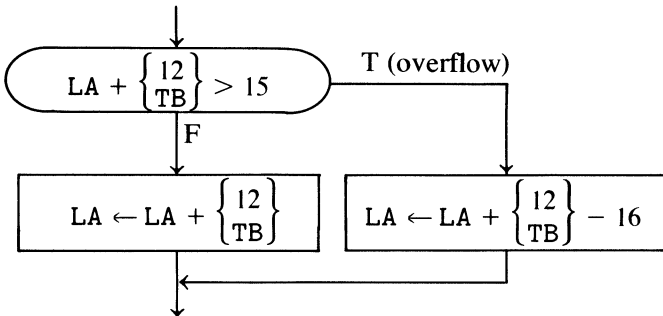 LA + { 12 TB } > 15
T (overflow)
F
LA ← LA + { 12 TB }
LA ← LA + { 12 TB } − 16